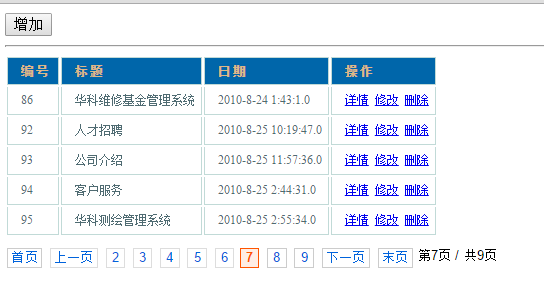 增加
编号 标题 日期 操作
86 华科维修基金管理系统 2010-8-24 1:43:1.0 详情 修改 删除
92 人才招聘 2010-8-25 10:19:47.0 详情 修改 删除
93 公司介绍 2010-8-25 11:57:36.0 详情 修改 删除
94 客户服务 2010-8-25 2:44:31.0 详情 修改 删除
95 华科测绘管理系统 2010-8-25 2:55:34.0 详情 修改 删除
首页 上一页 2 3 4 5 6 7 8 9 下一页 末页 第7页 / 共9页